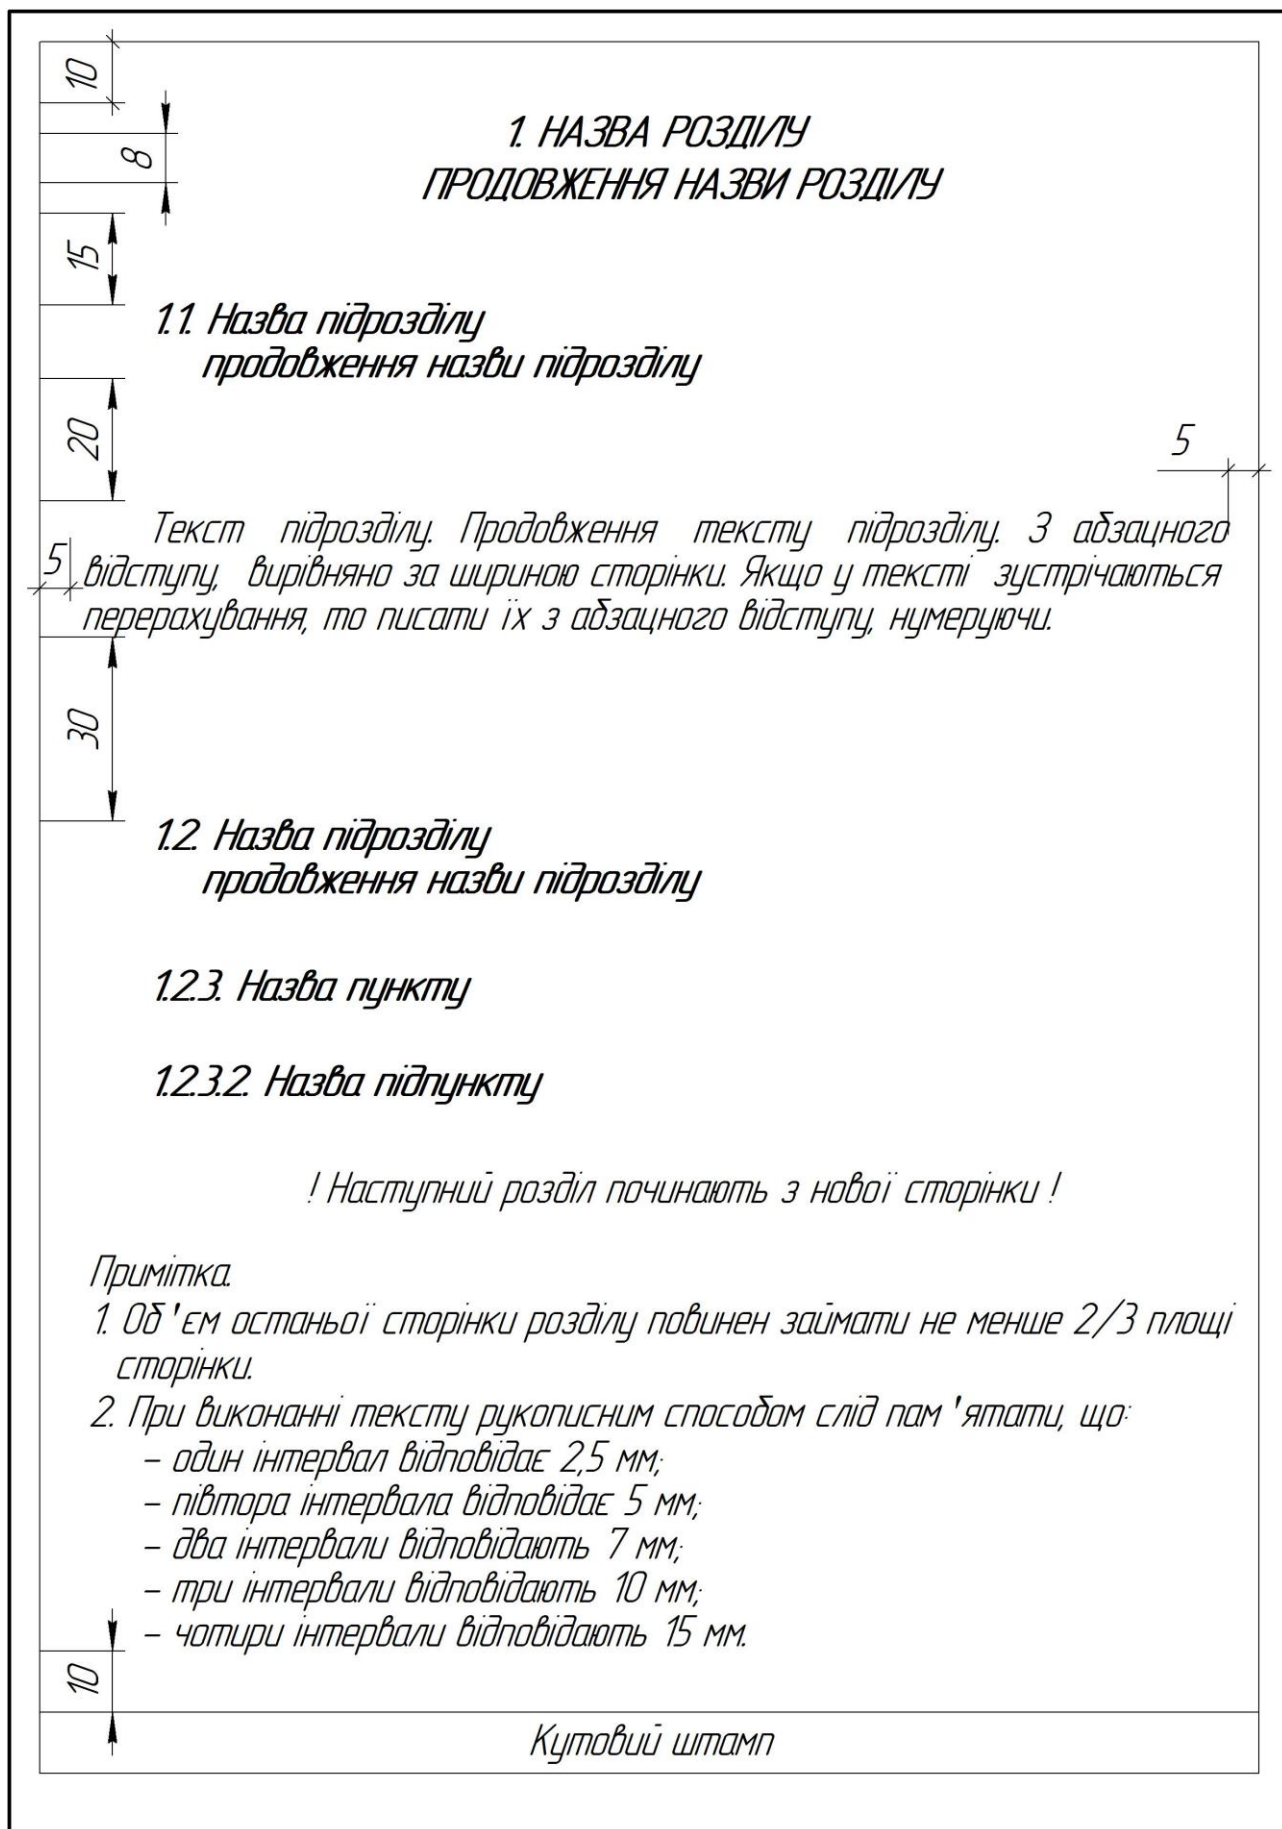 10
1. НАЗВА РОЗДІЛУ
8
ПРОДОВЖЕННЯ НАЗВИ РОЗДІЛУ
15
1.1. Назва підрозділу
продовження назви підрозділу
20
5
Текст підрозділу. Продовження тексту підрозділу. З абзацного
5
відступу, вирівняно за шириною сторінки. Якщо у тексті зустрічаються
перерахування, то писати їх з абзацного відступу, нумеруючи.
30
1.2. Назва підрозділу
продовження назви підрозділу
1.2.3. Назва пункту
1.2.3.2. Назва підпункту
! Наступний розділ починають з нової сторінки !
Примітка.
1. Об'єм останьої сторінки розділу повинен займати не менше 2/3 площі
сторінки.
2. При виконанні тексту рукописним способом слід пам'ятати, що:
– один інтервал відповідає 2,5 мм;
– півтора інтервала відповідає 5 мм;
– два інтервали відповідають 7 мм;
– три інтервали відповідають 10 мм;
– чотири інтервали відповідають 15 мм.
10
Кутовий штамп